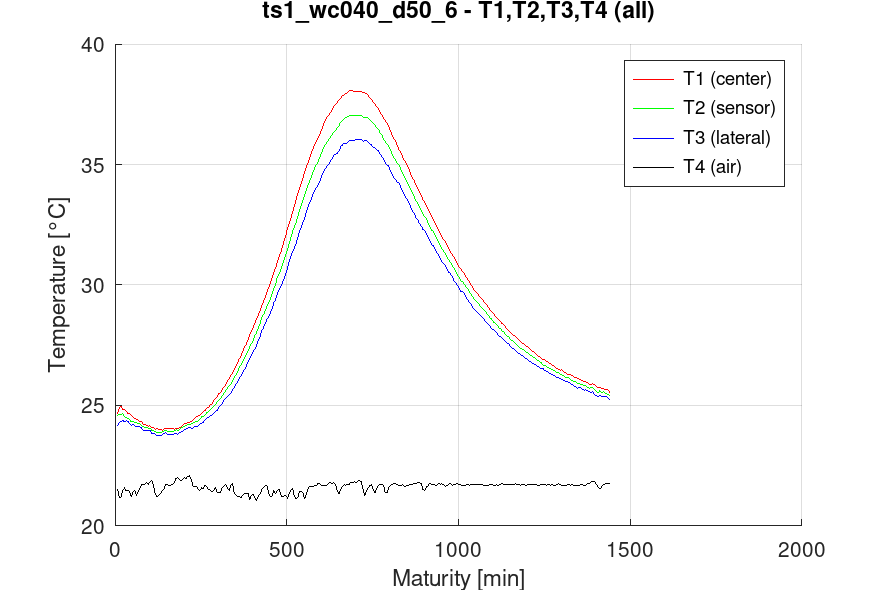 ts1_wc040_d50_6 - T1,T2,T3,T4 (all)
40
35
30
25
20
0
500
1000
1500
2000
Temperature [°C]
Maturity [min]
T1 (center)
T2 (sensor)
T3 (lateral)
T4 (air)